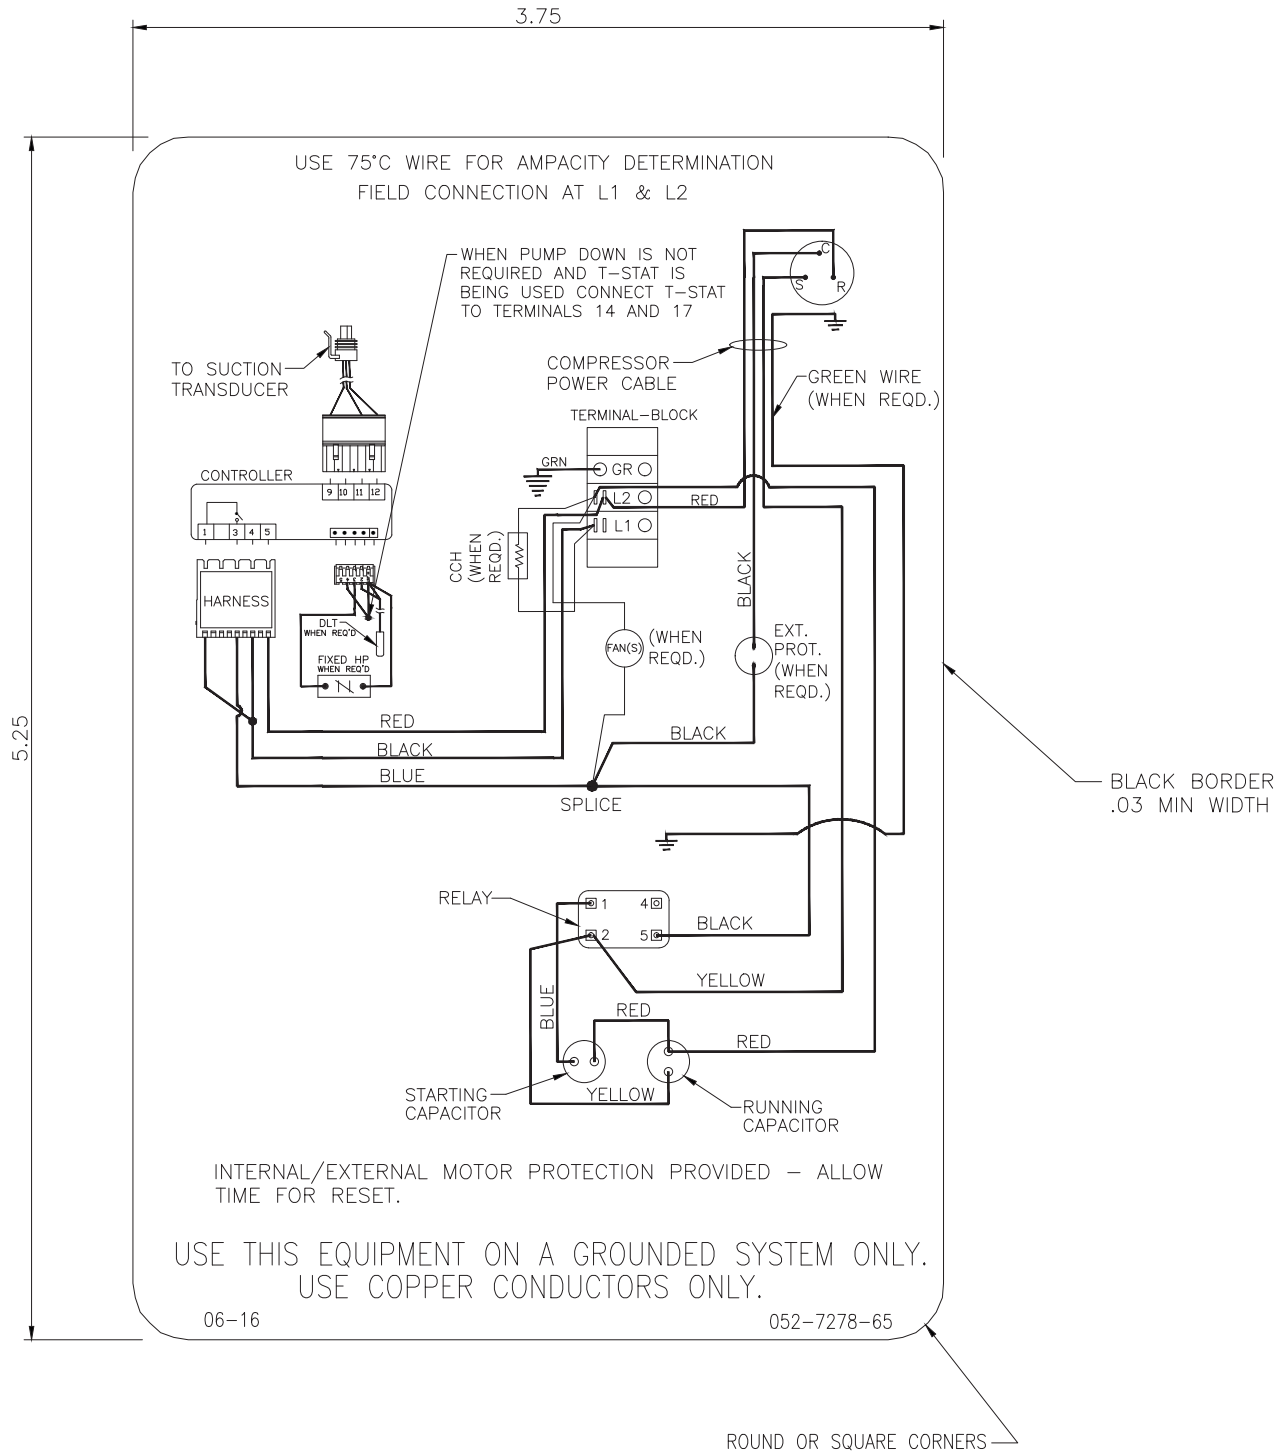 3.75
USE 75°C WIRE FOR AMPACITY DETERMINATION
FIELD CONNECTION AT L1 & L2
WHEN PUMP DOWN IS NOT
REQUIRED AND T-STAT IS
BEING USED CONNECT T-STAT
TO TERMINALS 14 AND 17
C
S
R
TO SUCTION
TRANSDUCER
COMPRESSOR
POWER CABLE
GREEN WIRE
(WHEN REQD.)
TERMINAL-BLOCK
GRN
GR
L2
RED
L1
CONTROLLER
9 10 11 12
1 3 4 5
CCH
(WHEN
REQD.)
BLACK
HARNESS
DLT
WHEN REQ'D
FIXED HP
WHEN REQ'D
FAN(S)
(WHEN
REQD.)
EXT.
PROT.
(WHEN
REQD.)
RED
BLACK
BLACK
BLUE
SPLICE
5.25
BLACK BORDER
.03 MIN WIDTH
RELAY
1 4
2 5
BLACK
YELLOW
BLUE
RED
RED
STARTING
CAPACITOR
YELLOW
RUNNING
CAPACITOR
INTERNAL/EXTERNAL MOTOR PROTECTION PROVIDED - ALLOW
TIME FOR RESET.
USE THIS EQUIPMENT ON A GROUNDED SYSTEM ONLY.
USE COPPER CONDUCTORS ONLY.
06-16
052-7278-65
ROUND OR SQUARE CORNERS